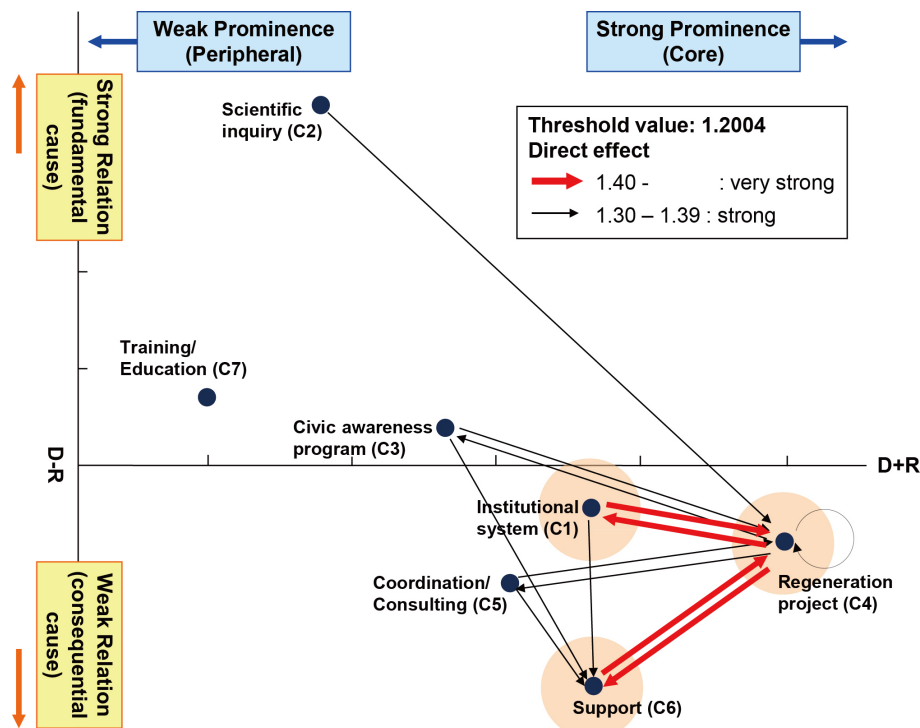 Weak Prominence
(Peripheral)
Strong Prominence
(Core)
Strong Relation
(fundamental
cause)
Scientific
inquiry (C2)
Threshold value: 1.2004
Direct effect
1.40 -          : very strong
1.30 – 1.39 : strong
Training/
Education (C7)
Civic awareness
program (C3)
D-R
D+R
Institutional
system (C1)
Coordination/
Consulting (C5)
Regeneration
project (C4)
Weak Relation
(consequential
cause)
Support (C6)